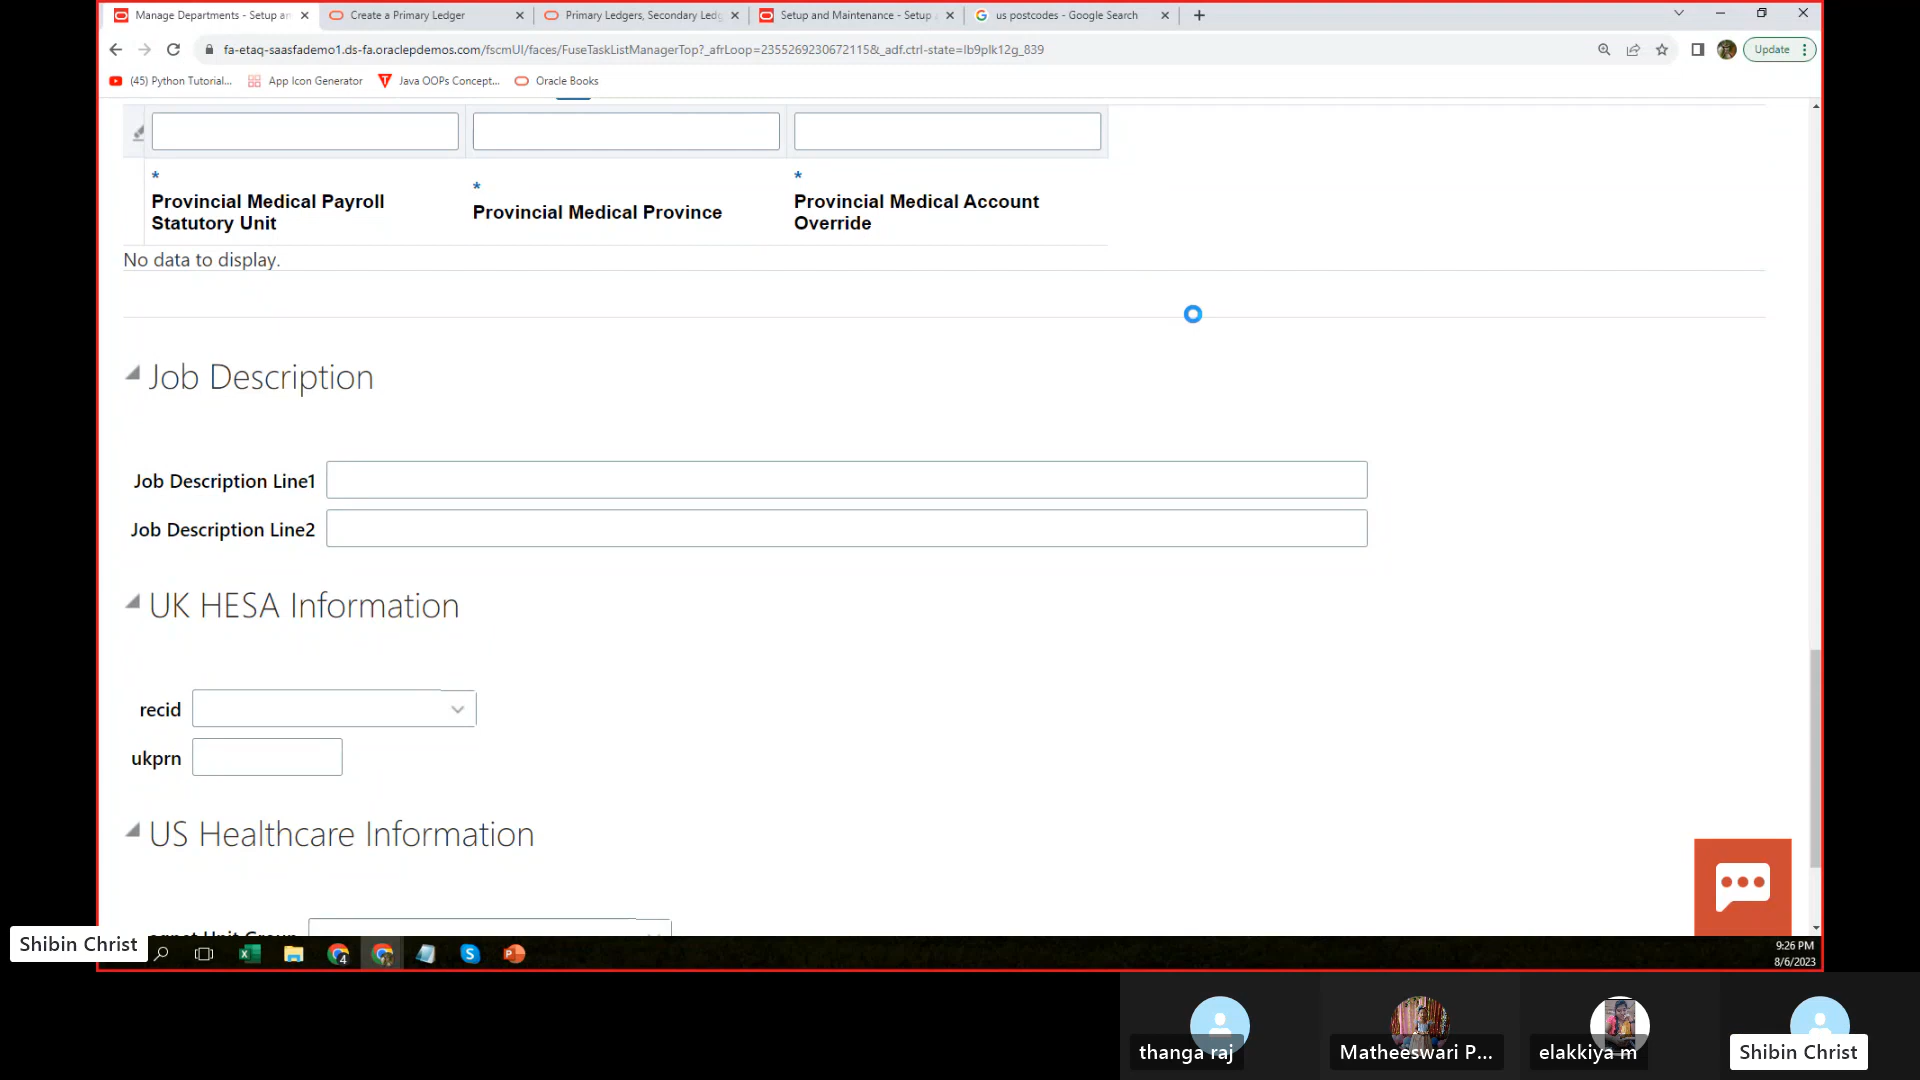 Manage Departments - Setup an
Create a Primary Ledger
Primary Ledgers, Secondary Ledg
Setup and Maintenance - Setup
us postcodes - Google Search
fa-etaq-saasfademo1.ds-fa.oraclepdemos.com/fscmUI/faces/FuseTaskListManagerTop?_afrLoop=2355269230672115&_adf.ctrl-state=lb9plk12g_839
Update
(45) Python Tutorial...
App Icon Generator
Java OOPs Concept...
Oracle Books
* Provincial Medical Payroll Statutory Unit
* Provincial Medical Province
* Provincial Medical Account Override
No data to display.
Job Description
Job Description Line1
Job Description Line2
UK HESA Information
recid
ukprn
US Healthcare Information
Unit Group
Shibin Christ
9:26 PM
8/6/2023
thanga raj
Matheeswari P...
elakkiya m
Shibin Christ